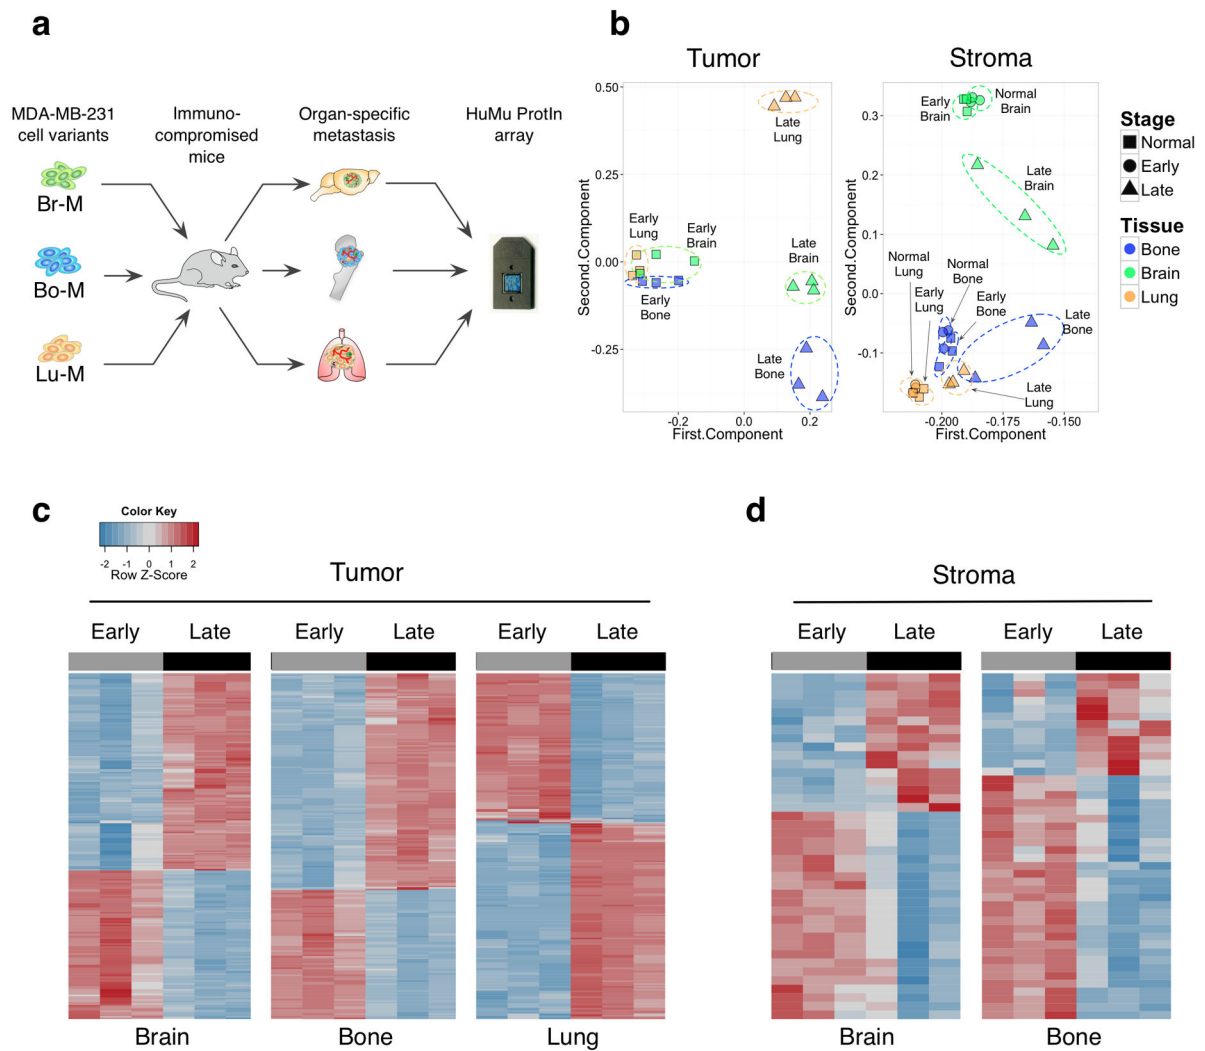 a
MDA-MB-231
cell variants
Immuno-
compromised
mice
Organ-specific
metastasis
HuMu ProtIn
array
Br-M
Bo-M
Lu-M
b
Tumor
Stroma
0.50
0.25
0.00
-0.25
Second.Component
-0.2
0.0
0.2
First.Component
Late
Lung
Early
Lung
Early
Brain
Early
Bone
Late
Brain
Late
Bone
0.3
0.2
0.1
0.0
-0.1
Second.Component
-0.200
-0.175
-0.150
First.Component
Early
Brain
Normal
Brain
Late
Brain
Normal
Lung
Normal
Bone
Early
Lung
Early
Bone
Late
Bone
Late
Lung
Stage
Normal
Early
Late
Tissue
Bone
Brain
Lung
c
Color Key
-2 -1 0 1 2
Row Z-Score
Tumor
Early Late Early Late Early Late
Brain Bone Lung
d
Stroma
Early Late Early Late
Brain Bone